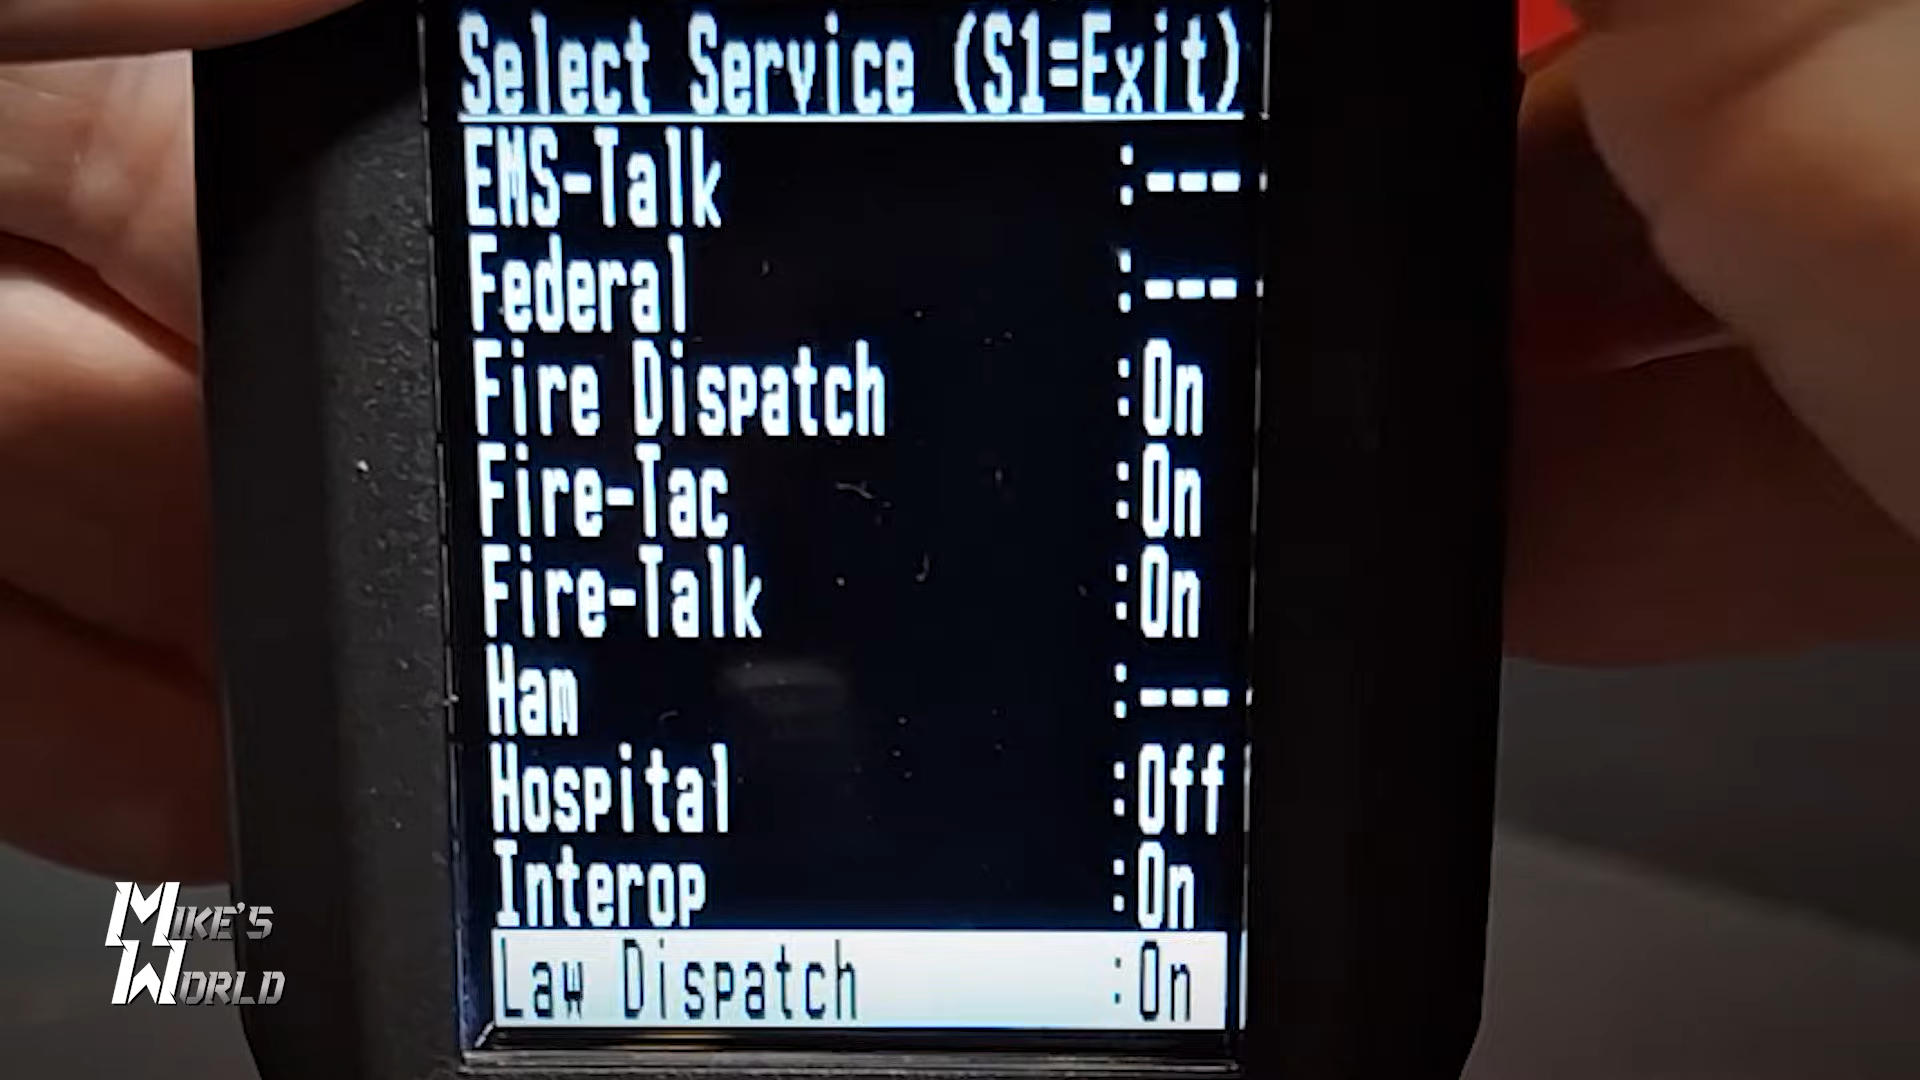 Select Service (S1=Exit)
EMS-Talk :---
Federal :---
Fire Dispatch :On
Fire-Tac :On
Fire-Talk :On
Ham :---
Hospital :Off
Interop :On
Law Dispatch :On
MIKE'S
WORLD